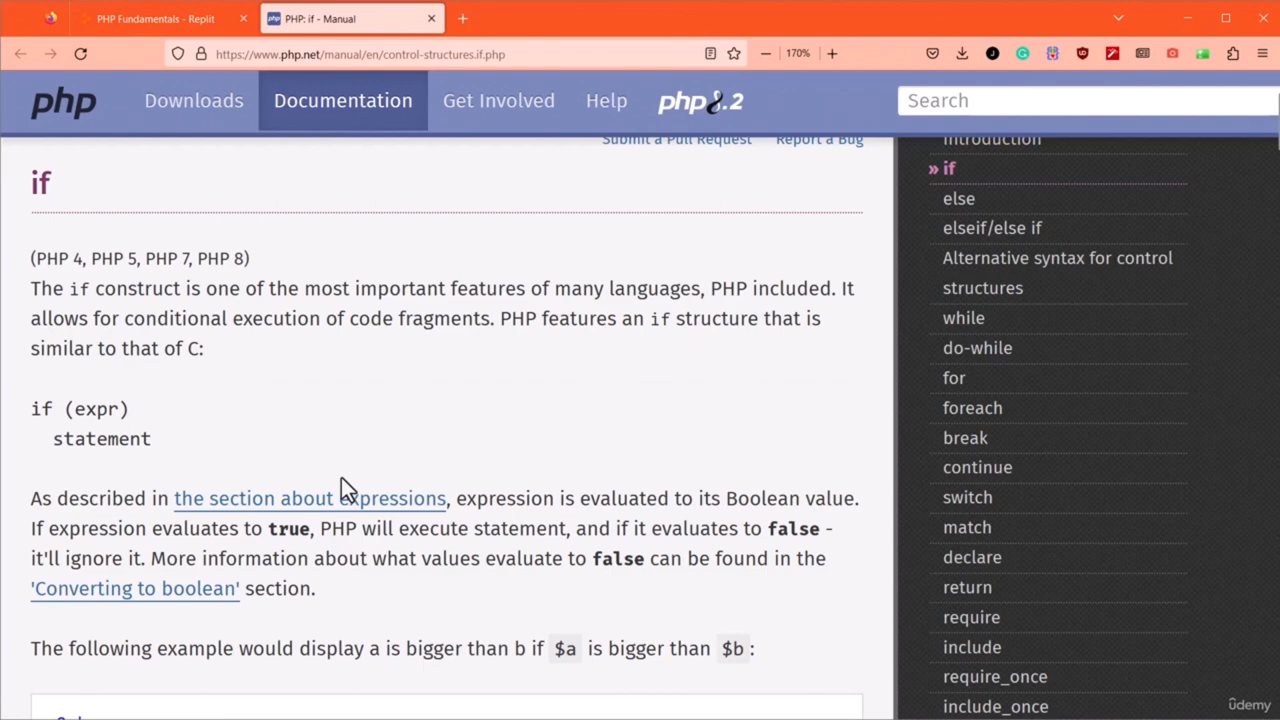 PHP Fundamentals - Replit
PHP: if - Manual
https://www.php.net/manual/en/control-structures.if.php
170%
php
Downloads
Documentation
Get Involved
Help
php8.2
Search
Submit a Pull Request
Report a Bug
if
(PHP 4, PHP 5, PHP 7, PHP 8)
The if construct is one of the most important features of many languages, PHP included. It
allows for conditional execution of code fragments. PHP features an if structure that is
similar to that of C:
if (expr)
statement
As described in the section about expressions, expression is evaluated to its Boolean value.
If expression evaluates to true, PHP will execute statement, and if it evaluates to false -
it'll ignore it. More information about what values evaluate to false can be found in the
'Converting to boolean' section.
The following example would display a is bigger than b if $a is bigger than $b:
introduction
» if
else
elseif/else if
Alternative syntax for control
structures
while
do-while
for
foreach
break
continue
switch
match
declare
return
require
include
require_once
include_once
ûdemy